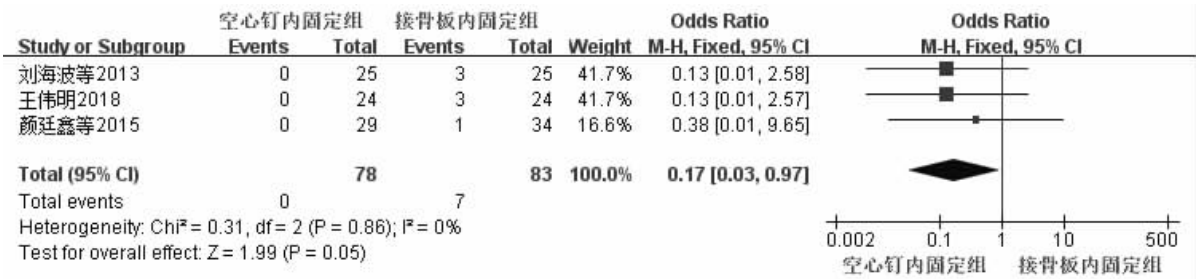 空心钉内固定组 接骨板内固定组 Odds Ratio Odds Ratio
Study or Subgroup Events Total Events Total Weight M-H, Fixed, 95% CI M-H, Fixed, 95% CI
刘海波等2013 0 25 3 25 41.7% 0.13 [0.01, 2.58]
王伟明2018 0 24 3 24 41.7% 0.13 [0.01, 2.57]
颜廷鑫等2015 0 29 1 34 16.6% 0.38 [0.01, 9.65]
Total (95% CI) 78 83 100.0% 0.17 [0.03, 0.97]
Total events 0 7
Heterogeneity: Chi² = 0.31, df = 2 (P = 0.86); I² = 0%
Test for overall effect: Z = 1.99 (P = 0.05)
0.002 0.1 1 10 500
空心钉内固定组 接骨板内固定组